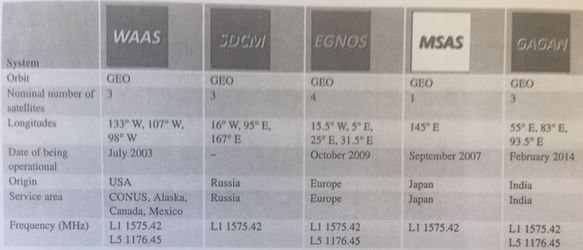 System WAAS SDCM EGNOS MSAS GAGAN
Orbit GEO GEO GEO GEO GEO
Nominal number of 3 3 4 1 3
satellites
Longitudes 133° W, 107° W, 16° W, 95° E, 15.5° W, 5° E, 145° E 55° E, 83° E,
98° W 167° E 25° E, 31.5° E 93.5° E
Date of being July 2003 – October 2009 September 2007 February 2014
operational
Origin USA Russia Europe Japan India
Service area CONUS, Alaska, Russia Europe Japan India
Canada, Mexico
Frequency (MHz) L1 1575.42 L1 1575.42 L1 1575.42 L1 1575.42 L1 1575.42
L5 1176.45 L5 1176.45 L5 1176.45